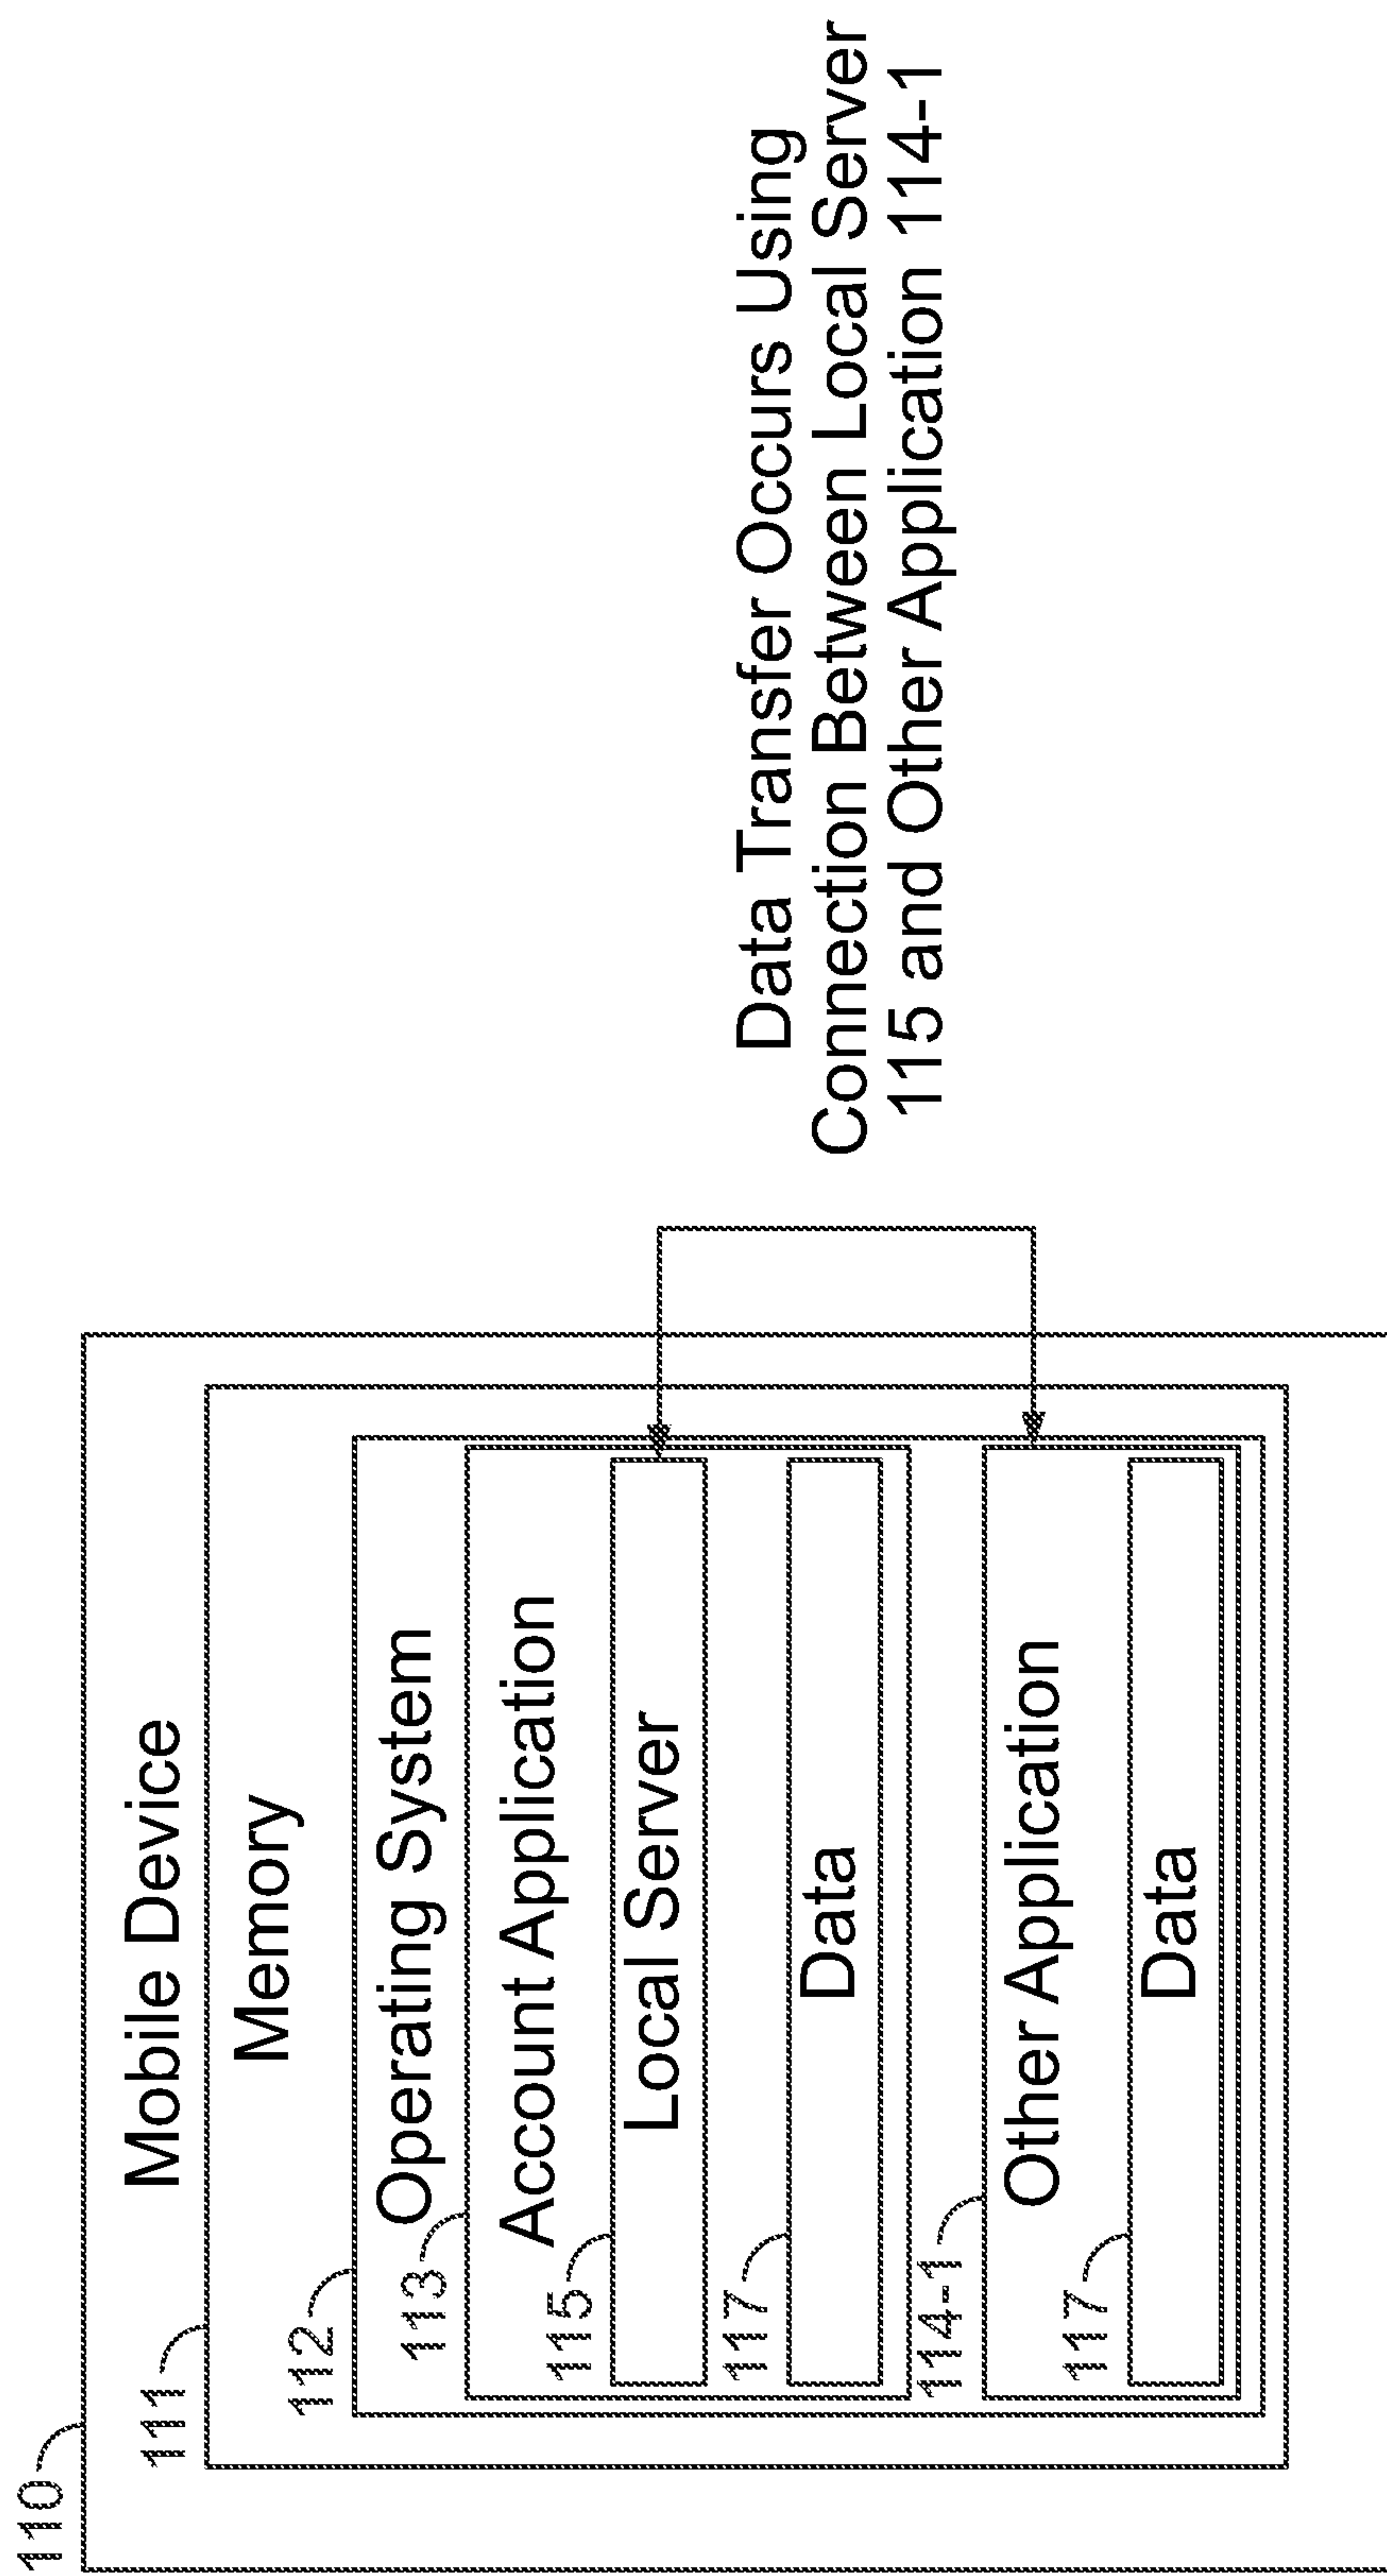 110
Mobile Device
111
Memory
112
Operating System
113
Account Application
115
Local Server
117
Data
114-1
Other Application
117
Data
Data Transfer Occurs Using
Connection Between Local Server
115 and Other Application 114-1